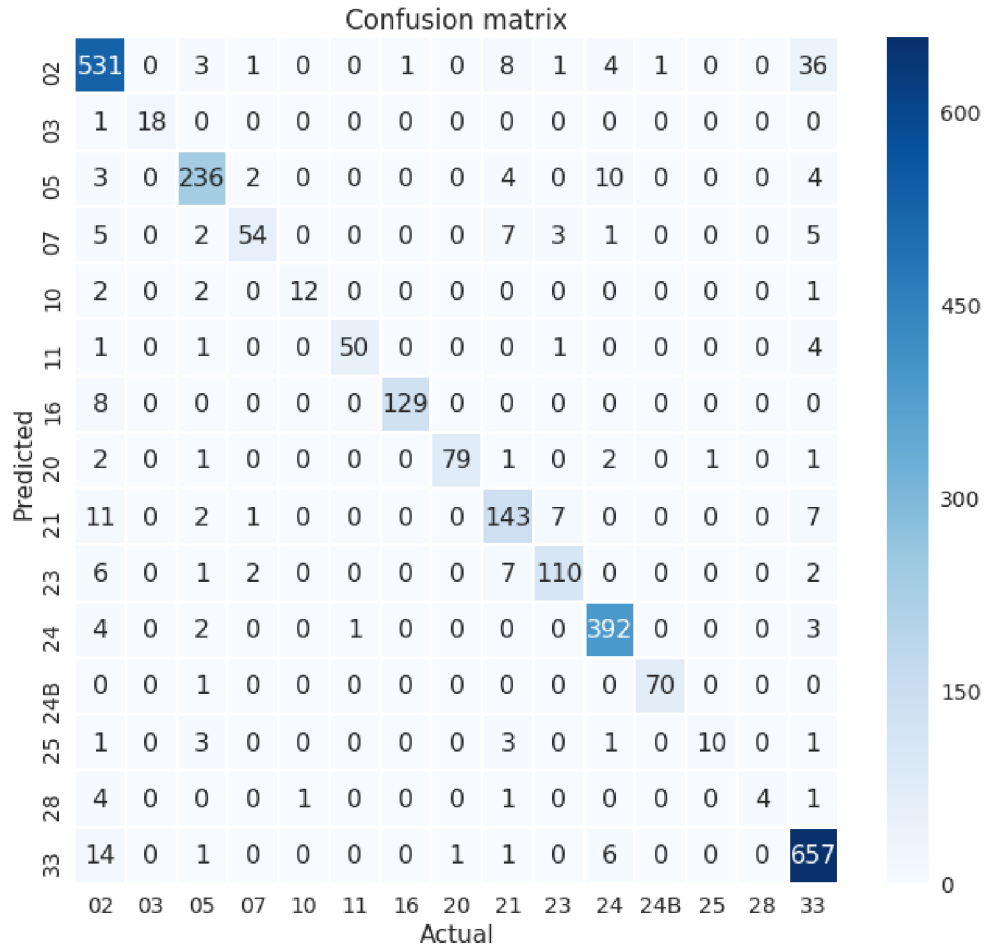 Confusion matrix
02 531 0 3 1 0 0 1 0 8 1 4 1 0 0 36
03 1 18 0 0 0 0 0 0 0 0 0 0 0 0 0
05 3 0 236 2 0 0 0 0 4 0 10 0 0 0 4
07 5 0 2 54 0 0 0 0 7 3 1 0 0 0 5
10 2 0 2 0 12 0 0 0 0 0 0 0 0 0 1
11 1 0 1 0 0 50 0 0 0 1 0 0 0 0 4
16 8 0 0 0 0 0 129 0 0 0 0 0 0 0 0
20 2 0 1 0 0 0 0 79 1 0 2 0 1 0 1
21 11 0 2 1 0 0 0 0 143 7 0 0 0 0 7
23 6 0 1 2 0 0 0 0 7 110 0 0 0 0 2
24 4 0 2 0 0 1 0 0 0 0 392 0 0 0 3
24B 0 0 1 0 0 0 0 0 0 0 0 70 0 0 0
25 1 0 3 0 0 0 0 0 3 0 1 0 10 0 1
28 4 0 0 0 1 0 0 0 1 0 0 0 0 4 1
33 14 0 1 0 0 0 0 1 1 0 6 0 0 0 657
02 03 05 07 10 11 16 20 21 23 24 24B 25 28 33
Actual
Predicted
600
450
300
150
0